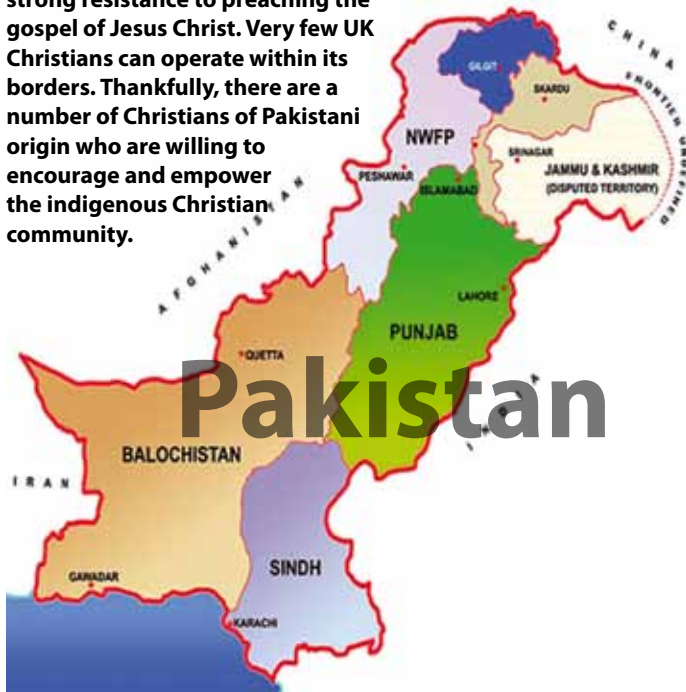 strong resistance to preaching the
gospel of Jesus Christ. Very few UK
Christians can operate within its
borders. Thankfully, there are a
number of Christians of Pakistani
origin who are willing to
encourage and empower
the indigenous Christian
community.
CHINA
FRONTIER UNDEFINED
GILGIT
SKARDU
NWFP
SRINAGAR
PESHAWAR
ISLAMABAD
JAMMU & KASHMIR
(DISPUTED TERRITORY)
AFGHANISTAN
LAHORE
PUNJAB
QUETTA
Pakistan
INDIA
BALOCHISTAN
IRAN
SINDH
GAWADAR
KARACHI